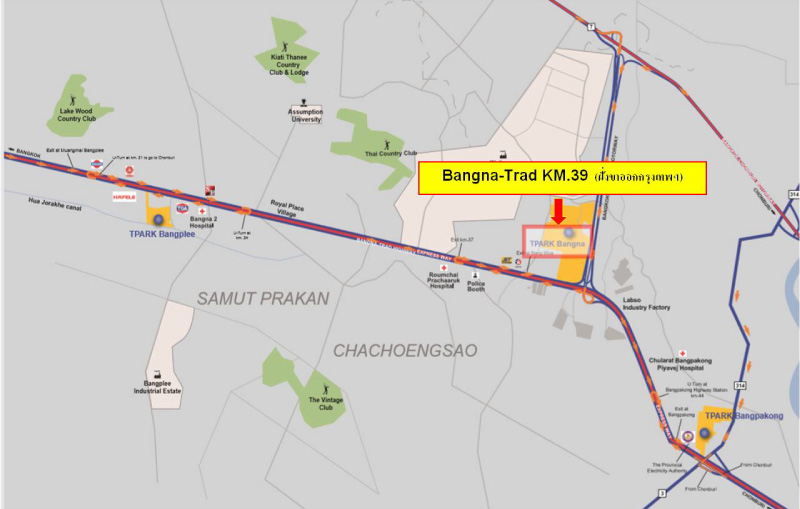 7
Kiati Thanee
Country
Club & Lodge
Lake Wood
Country Club
Assumption
University
Thai Country Club
BANGKOK
Exit at Muangmai Bangplee
U-Turn at km. 21 to go to Chonburi
Bangna-Trad KM.39 (ฝั่งขาออกกรุงเทพฯ)
314
CHONBURI
Hua Jorakhe canal
HAFELE
TPARK Bangplee
Bangna 2
Hospital
Royal Place
Village
U-Turn at
km. 24
TPARK Bangna
Exit km.37
Roumchai
Prachaaruk
Hospital
Police
Booth
SAMUT PRAKAN
Labso
Industry Factory
CHACHOENGSAO
Chularat Bangpakong
Piyavej Hospital
Bangplee
Industrial Estate
The Vintage
Club
U Turn at
Bangpakong Highway Station
km.44
314
Exit at
Bangpakong
TPARK Bangpakong
The Provincial
Electricity Authority
From Chonburi
From Chonburi
3
CHONBURI